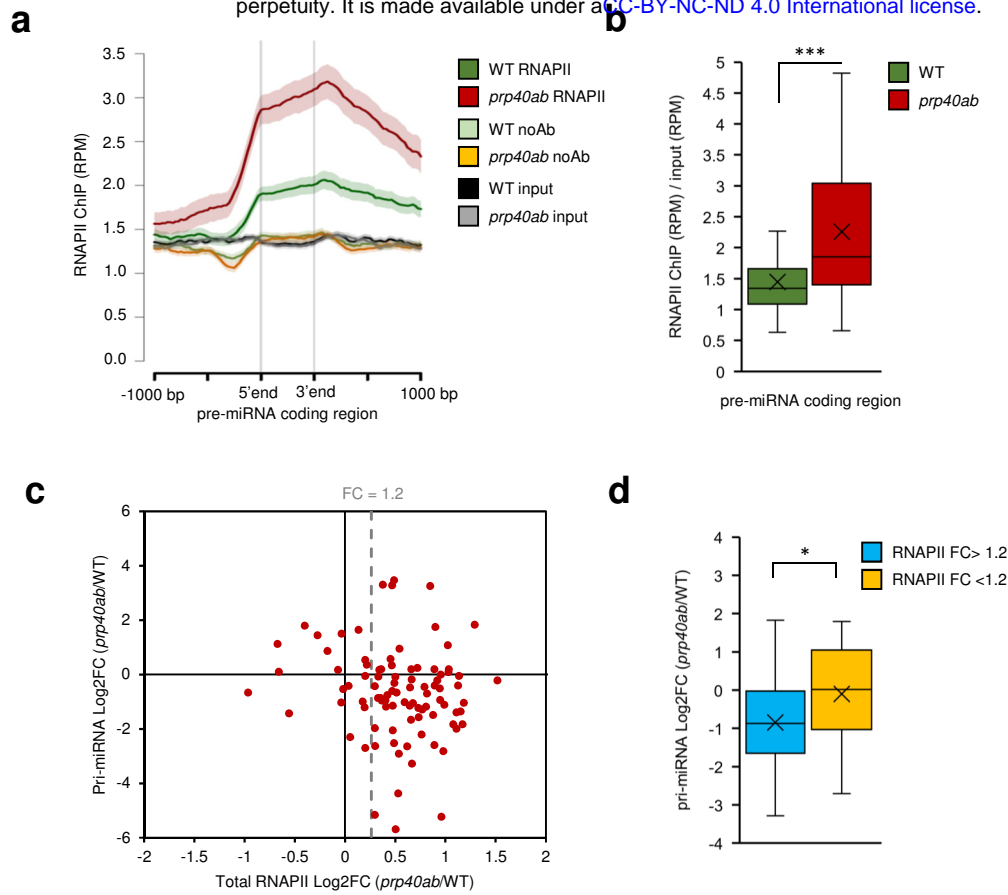 perpetuity. It is made available under aCC-BY-NC-ND 4.0 International license.
a
RNAPII ChIP (RPM)
3.5
3.0
2.5
2.0
1.5
1.0
0.5
0.0
-1000 bp
5'end
3'end
1000 bp
pre-miRNA coding region
WT RNAPII
prp40ab RNAPII
WT noAb
prp40ab noAb
WT input
prp40ab input
b
RNAPII ChIP (RPM) / input (RPM)
5
4.5
4
3.5
3
2.5
2
1.5
1
0.5
0
***
pre-miRNA coding region
WT
prp40ab
c
FC = 1.2
Pri-miRNA Log2FC (prp40ab/WT)
6
4
2
0
-2
-4
-6
-2
-1.5
-1
-0.5
0
0.5
1
1.5
2
Total RNAPII Log2FC (prp40ab/WT)
d
pri-miRNA Log2FC (prp40ab/WT)
4
3
2
1
0
-1
-2
-3
-4
*
RNAPII FC> 1.2
RNAPII FC <1.2